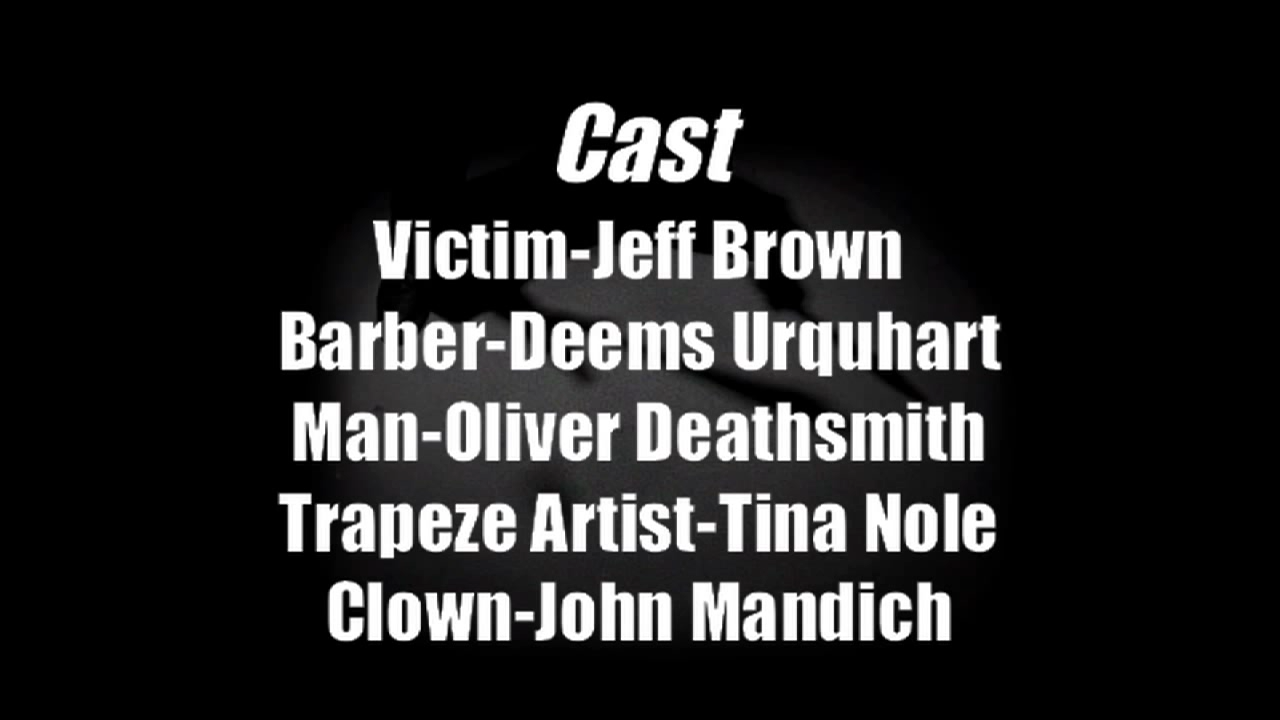 Cast
Victim-Jeff Brown
Barber-Deems Urquhart
Man-Oliver Deathsmith
Trapeze Artist-Tina Nole
Clown-John Mandich